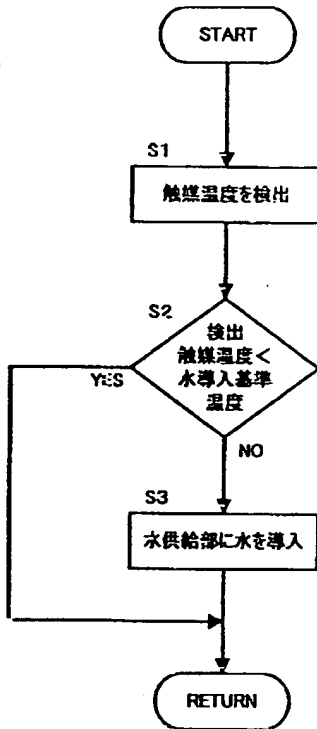 START
S1
触媒温度を検出
S2
検出
触媒温度<
水導入基準
温度
YES
NO
S3
水供給部に水を導入
RETURN